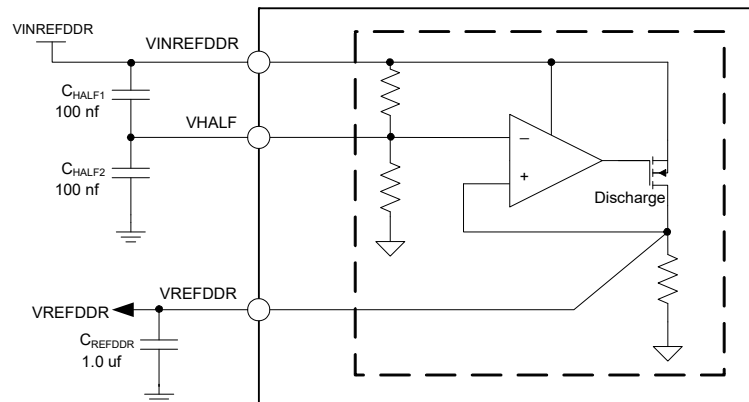 VINREFDDR
VINREFDDR
CHALF1
100 nf
VHALF
CHALF2
100 nf
−
+
Discharge
VREFDDR
VREFDDR
CREFDDR
1.0 uf